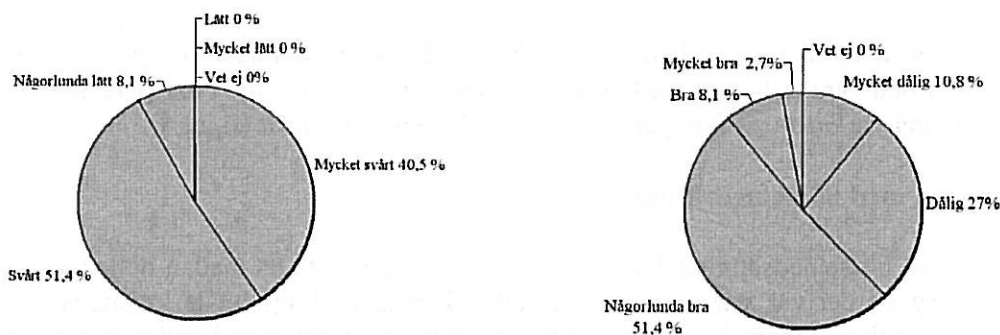 Lätt 0 %
Mycket lätt 0 %
Vet ej 0%
Någorlunda lätt 8,1 %
Mycket svårt 40,5 %
Svårt 51,4 %
Vet ej 0 %
Mycket bra 2,7%
Mycket dålig 10,8 %
Bra 8,1 %
Dålig 27%
Någorlunda bra
51,4 %